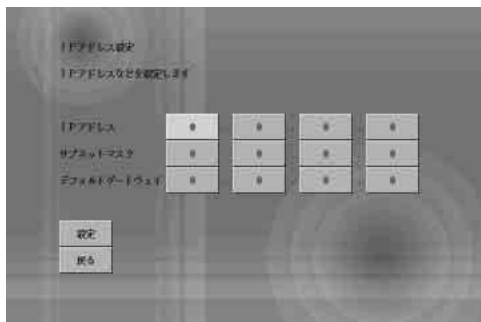 IPアドレス設定
IPアドレスなどを設定します
IPアドレス 0 . 0 . 0 . 0
サブネットマスク 0 . 0 . 0 . 0
デフォルトゲートウェイ 0 . 0 . 0 . 0
設定
戻る